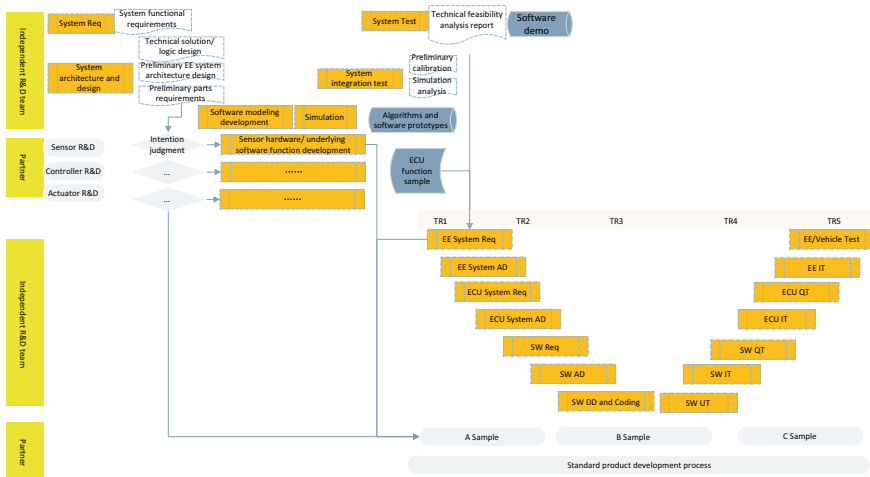 Independent R&D team
System Req
System functional
requirements
Technical solution/
logic design
System
architecture and
design
Preliminary EE system
architecture design
Preliminary parts
requirements
System Test
Technical feasibility
analysis report
Software
demo
Preliminary
calibration
System
integration test
Simulation
analysis
Software modeling
development
Simulation
Algorithms and
software prototypes
Partner
Sensor R&D
Intention
judgment
Sensor hardware/ underlying
software function development
Controller R&D
...
......
Actuator R&D
...
......
ECU
function
sample
TR1
TR2
TR3
TR4
TR5
Independent R&D team
EE System Req
EE/Vehicle Test
EE System AD
EE IT
ECU System Req
ECU QT
ECU System AD
ECU IT
SW Req
SW QT
SW AD
SW IT
SW DD and Coding
SW UT
Partner
A Sample
B Sample
C Sample
Standard product development process